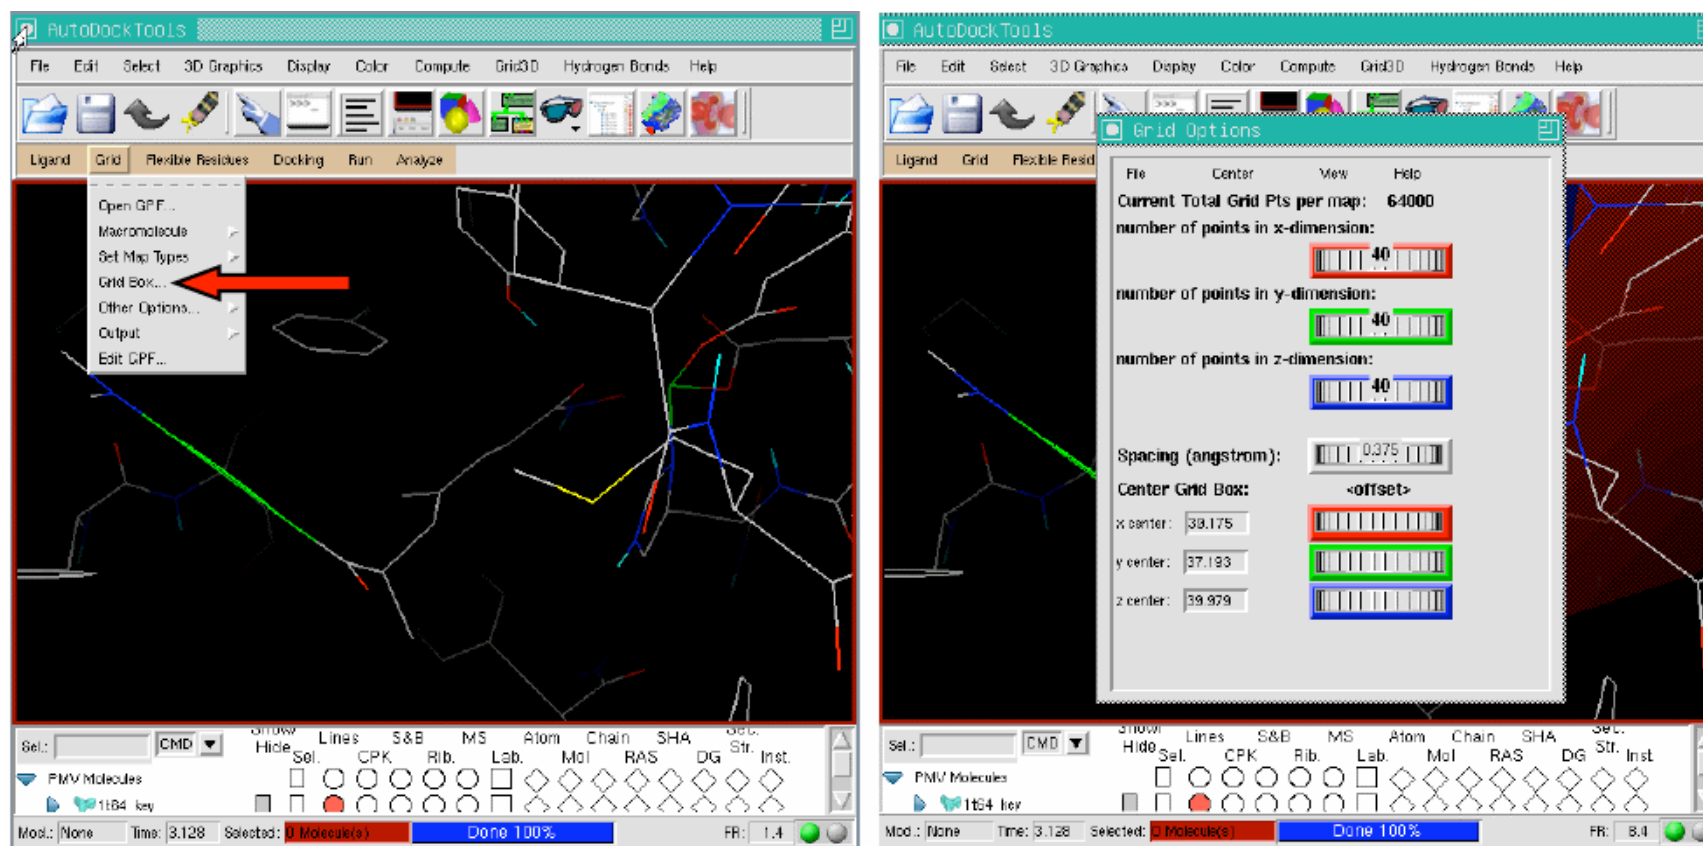 AutoDockTools
File Edit Select 3D Graphics Display Color Compute Grid3D Hydrogen Bonds Help
Ligand Grid Flexible Residues Docking Run Analyze
Open GPF...
Macromolecule
Set Map Types
Grid Box...
Other Options...
Output
Edit GPF...
Sel.: CMD
Hide Lines S&B MS Atom Chain SHA
Sel. CPK Rib. Lab. Mol RAS DG Str. Inst.
PMV Molecules
1t64 key
Mod.: None Time: 3.128 Selected: 0 Molecule(s) Done 100% FR: 1.4
AutoDockTools
File Edit Select 3D Graphics Display Color Compute Grid3D Hydrogen Bonds Help
Ligand Grid Flexible Resid
Grid Options
File Center View Help
Current Total Grid Pts per map: 64000
number of points in x-dimension:
40
number of points in y-dimension:
40
number of points in z-dimension:
40
Spacing (angstrom): 0.375
Center Grid Box: <offset>
x center:
y center: 37.193
z center: 39.979
Sel.: CMD
Hide Lines S&B MS Atom Chain SHA
Sel. CPK Rib. Lab. Mol RAS DG Str. Inst
PMV Molecules
1t64 key
Mod.: None Time: 3.128 Selected: 0 Molecule(s) Done 100% FR: 8.4